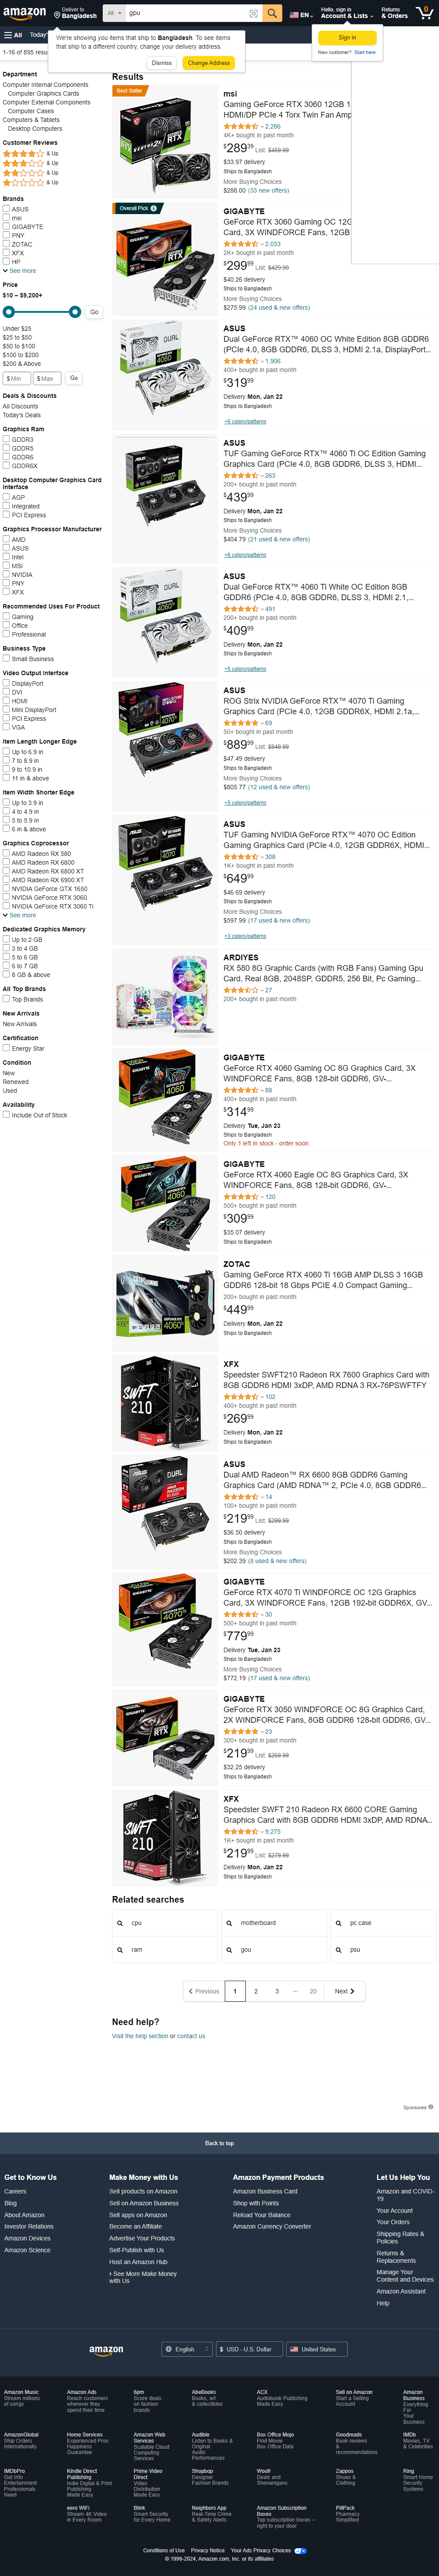 amazon
Deliver to
Bangladesh
All
gpu
EN
Hello, sign in
Account & Lists
Returns
& Orders
0
All
Today'
We're showing you items that ship to Bangladesh. To see items
that ship to a different country, change your delivery address.
Dismiss
Change Address
Sign in
New customer? Start here.
1-16 of 895 resu
Department
Computer Internal Components
Computer Graphics Cards
Computer External Components
Computer Cases
Computers & Tablets
Desktop Computers
Customer Reviews
& Up
& Up
& Up
& Up
Brands
ASUS
msi
GIGABYTE
PNY
ZOTAC
XFX
HP
See more
Price
$10 – $9,200+
Go
Under $25
$25 to $50
$50 to $100
$100 to $200
$200 & Above
$ Min
$ Max
Go
Deals & Discounts
All Discounts
Today's Deals
Graphics Ram
GDDR3
GDDR5
GDDR6
GDDR6X
Desktop Computer Graphics Card
Interface
AGP
Integrated
PCI Express
Graphics Processor Manufacturer
AMD
ASUS
Intel
MSI
NVIDIA
PNY
XFX
Recommended Uses For Product
Gaming
Office
Professional
Business Type
Small Business
Video Output Interface
DisplayPort
DVI
HDMI
Mini DisplayPort
PCI Express
VGA
Item Length Longer Edge
Up to 6.9 in
7 to 8.9 in
9 to 10.9 in
11 in & above
Item Width Shorter Edge
Up to 3.9 in
4 to 4.9 in
5 to 5.9 in
6 in & above
Graphics Coprocessor
AMD Radeon RX 580
AMD Radeon RX 6800
AMD Radeon RX 6800 XT
AMD Radeon RX 6900 XT
NVIDIA GeForce GTX 1650
NVIDIA GeForce RTX 3060
NVIDIA GeForce RTX 3060 Ti
See more
Dedicated Graphics Memory
Up to 2 GB
3 to 4 GB
5 to 6 GB
6 to 7 GB
8 GB & above
All Top Brands
Top Brands
New Arrivals
New Arrivals
Certification
Energy Star
Condition
New
Renewed
Used
Availability
Include Out of Stock
Results
Best Seller
msi
Gaming GeForce RTX 3060 12GB 1
HDMI/DP PCIe 4 Torx Twin Fan Amp
2,286
4K+ bought in past month
$289.39 List: $459.99
$33.97 delivery
Ships to Bangladesh
More Buying Choices
$288.00 (33 new offers)
Overall Pick
GIGABYTE
GeForce RTX 3060 Gaming OC 12G
Card, 3X WINDFORCE Fans, 12GB
2,033
2K+ bought in past month
$299.99 List: $429.99
$40.26 delivery
Ships to Bangladesh
More Buying Choices
$275.99 (24 used & new offers)
ASUS
Dual GeForce RTX™ 4060 OC White Edition 8GB GDDR6
(PCIe 4.0, 8GB GDDR6, DLSS 3, HDMI 2.1a, DisplayPort...
1,906
400+ bought in past month
$319.99
Delivery Mon, Jan 22
Ships to Bangladesh
+6 colors/patterns
ASUS
TUF Gaming GeForce RTX™ 4060 Ti OC Edition Gaming
Graphics Card (PCIe 4.0, 8GB GDDR6, DLSS 3, HDMI...
263
200+ bought in past month
$439.99
Delivery Mon, Jan 22
Ships to Bangladesh
More Buying Choices
$404.79 (21 used & new offers)
+6 colors/patterns
ASUS
Dual GeForce RTX™ 4060 Ti White OC Edition 8GB
GDDR6 (PCIe 4.0, 8GB GDDR6, DLSS 3, HDMI 2.1,...
491
200+ bought in past month
$409.99
Delivery Mon, Jan 22
Ships to Bangladesh
+5 colors/patterns
ASUS
ROG Strix NVIDIA GeForce RTX™ 4070 Ti Gaming
Graphics Card (PCIe 4.0, 12GB GDDR6X, HDMI 2.1a,...
69
50+ bought in past month
$889.99 List: $949.99
$47.49 delivery
Ships to Bangladesh
More Buying Choices
$805.77 (12 used & new offers)
+5 colors/patterns
ASUS
TUF Gaming NVIDIA GeForce RTX™ 4070 OC Edition
Gaming Graphics Card (PCIe 4.0, 12GB GDDR6X, HDMI...
308
1K+ bought in past month
$649.99
$46.69 delivery
Ships to Bangladesh
More Buying Choices
$597.99 (17 used & new offers)
+3 colors/patterns
ARDIYES
RX 580 8G Graphic Cards (with RGB Fans) Gaming Gpu
Card, Real 8GB, 2048SP, GDDR5, 256 Bit, Pc Gaming...
27
200+ bought in past month
GIGABYTE
GeForce RTX 4060 Gaming OC 8G Graphics Card, 3X
WINDFORCE Fans, 8GB 128-bit GDDR6, GV-...
88
400+ bought in past month
$314.99
Delivery Tue, Jan 23
Ships to Bangladesh
Only 1 left in stock - order soon.
GIGABYTE
GeForce RTX 4060 Eagle OC 8G Graphics Card, 3X
WINDFORCE Fans, 8GB 128-bit GDDR6, GV-...
120
500+ bought in past month
$309.99
$35.07 delivery
Ships to Bangladesh
ZOTAC
Gaming GeForce RTX 4060 Ti 16GB AMP DLSS 3 16GB
GDDR6 128-bit 18 Gbps PCIE 4.0 Compact Gaming...
200+ bought in past month
$449.99
Delivery Mon, Jan 22
Ships to Bangladesh
XFX
Speedster SWFT210 Radeon RX 7600 Graphics Card with
8GB GDDR6 HDMI 3xDP, AMD RDNA 3 RX-76PSWFTFY
102
400+ bought in past month
$269.99
Delivery Mon, Jan 22
Ships to Bangladesh
ASUS
Dual AMD Radeon™ RX 6600 8GB GDDR6 Gaming
Graphics Card (AMD RDNA™ 2, PCIe 4.0, 8GB GDDR6...
14
100+ bought in past month
$219.99 List: $299.99
$36.50 delivery
Ships to Bangladesh
More Buying Choices
$202.39 (8 used & new offers)
GIGABYTE
GeForce RTX 4070 Ti WINDFORCE OC 12G Graphics
Card, 3X WINDFORCE Fans, 12GB 192-bit GDDR6X, GV...
30
500+ bought in past month
$779.99
Delivery Tue, Jan 23
Ships to Bangladesh
More Buying Choices
$772.19 (17 used & new offers)
GIGABYTE
GeForce RTX 3050 WINDFORCE OC 8G Graphics Card,
2X WINDFORCE Fans, 8GB GDDR6 128-bit GDDR6, GV...
23
300+ bought in past month
$219.99 List: $269.99
$32.25 delivery
Ships to Bangladesh
XFX
Speedster SWFT 210 Radeon RX 6600 CORE Gaming
Graphics Card with 8GB GDDR6 HDMI 3xDP, AMD RDNA...
9,275
1K+ bought in past month
$219.99 List: $279.99
Delivery Mon, Jan 22
Ships to Bangladesh
Related searches
cpu
motherboard
pc case
ram
gou
psu
Previous 1 2 3 ... 20 Next
Need help?
Visit the help section or contact us
Sponsored
Back to top
Get to Know Us
Careers
Blog
About Amazon
Investor Relations
Amazon Devices
Amazon Science
Make Money with Us
Sell products on Amazon
Sell on Amazon Business
Sell apps on Amazon
Become an Affiliate
Advertise Your Products
Self-Publish with Us
Host an Amazon Hub
› See More Make Money
with Us
Amazon Payment Products
Amazon Business Card
Shop with Points
Reload Your Balance
Amazon Currency Converter
Let Us Help You
Amazon and COVID-
19
Your Account
Your Orders
Shipping Rates &
Policies
Returns &
Replacements
Manage Your
Content and Devices
Amazon Assistant
Help
amazon
English
$ USD - U.S. Dollar
United States
Amazon Music
Stream millions
of songs
Amazon Ads
Reach customers
wherever they
spend their time
6pm
Score deals
on fashion
brands
AbeBooks
Books, art
& collectibles
ACX
Audiobook Publishing
Made Easy
Sell on Amazon
Start a Selling
Account
Amazon
Business
Everything
For
Your
Business
AmazonGlobal
Ship Orders
Internationally
Home Services
Experienced Pros
Happiness
Guarantee
Amazon Web
Services
Scalable Cloud
Computing
Services
Audible
Listen to Books &
Original
Audio
Performances
Box Office Mojo
Find Movie
Box Office Data
Goodreads
Book reviews
&
recommendations
IMDb
Movies, TV
& Celebrities
IMDbPro
Get Info
Entertainment
Professionals
Need
Kindle Direct
Publishing
Indie Digital & Print
Publishing
Made Easy
Prime Video
Direct
Video
Distribution
Made Easy
Shopbop
Designer
Fashion Brands
Woot!
Deals and
Shenanigans
Zappos
Shoes &
Clothing
Ring
Smart Home
Security
Systems
eero WiFi
Stream 4K Video
in Every Room
Blink
Smart Security
for Every Home
Neighbors App
Real-Time Crime
& Safety Alerts
Amazon Subscription
Boxes
Top subscription boxes –
right to your door
PillPack
Pharmacy
Simplified
Conditions of Use
Privacy Notice
Your Ads Privacy Choices
© 1996-2024, Amazon.com, Inc. or its affiliates